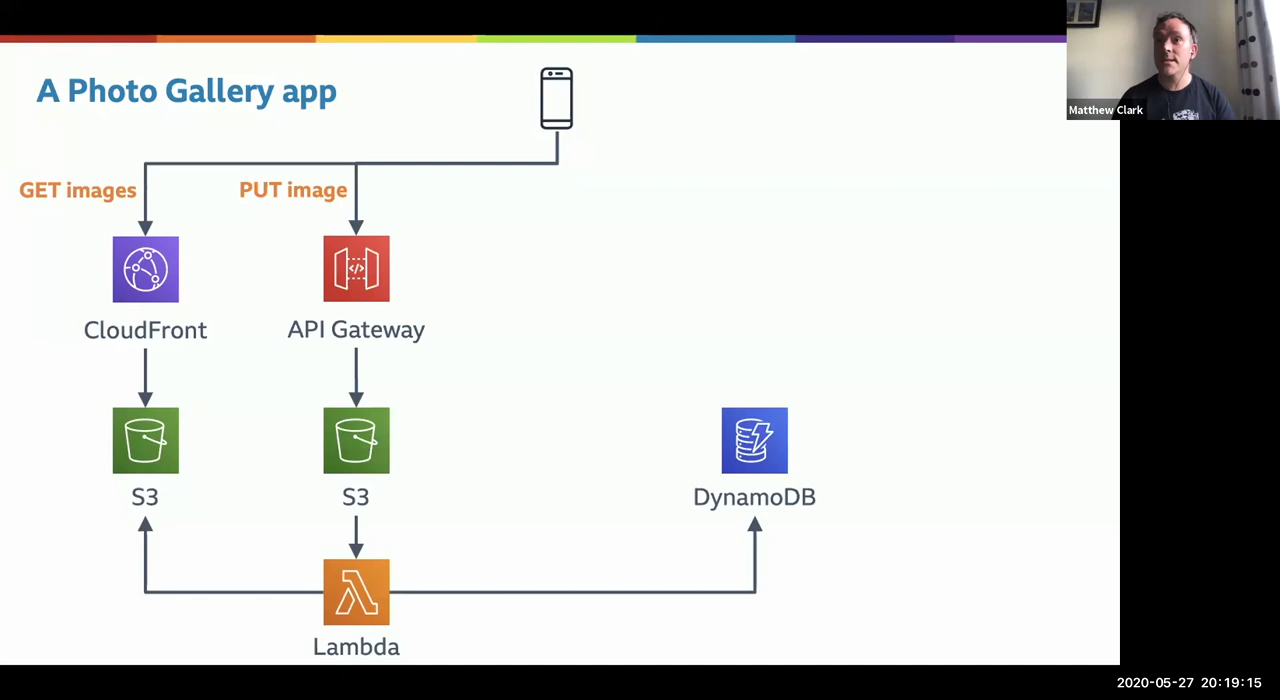 A Photo Gallery app
Matthew Clark
GET images
PUT image
CloudFront
API Gateway
S3
S3
DynamoDB
Lambda
2020-05-27 20:19:15